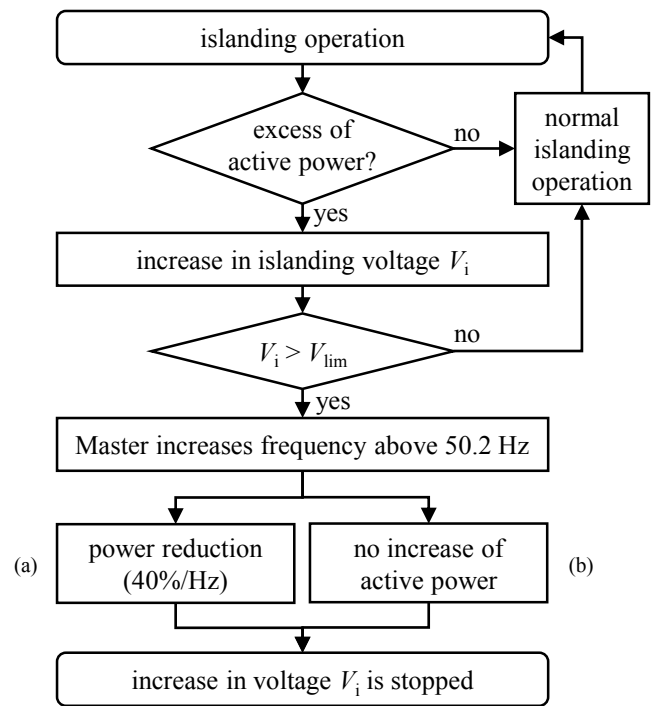 islanding operation
excess of
active power?
no
normal
islanding
operation
yes
increase in islanding voltage Vi
no
Vi > Vlim
yes
Master increases frequency above 50.2 Hz
(a)
power reduction
(40%/Hz)
no increase of
active power
(b)
increase in voltage Vi is stopped